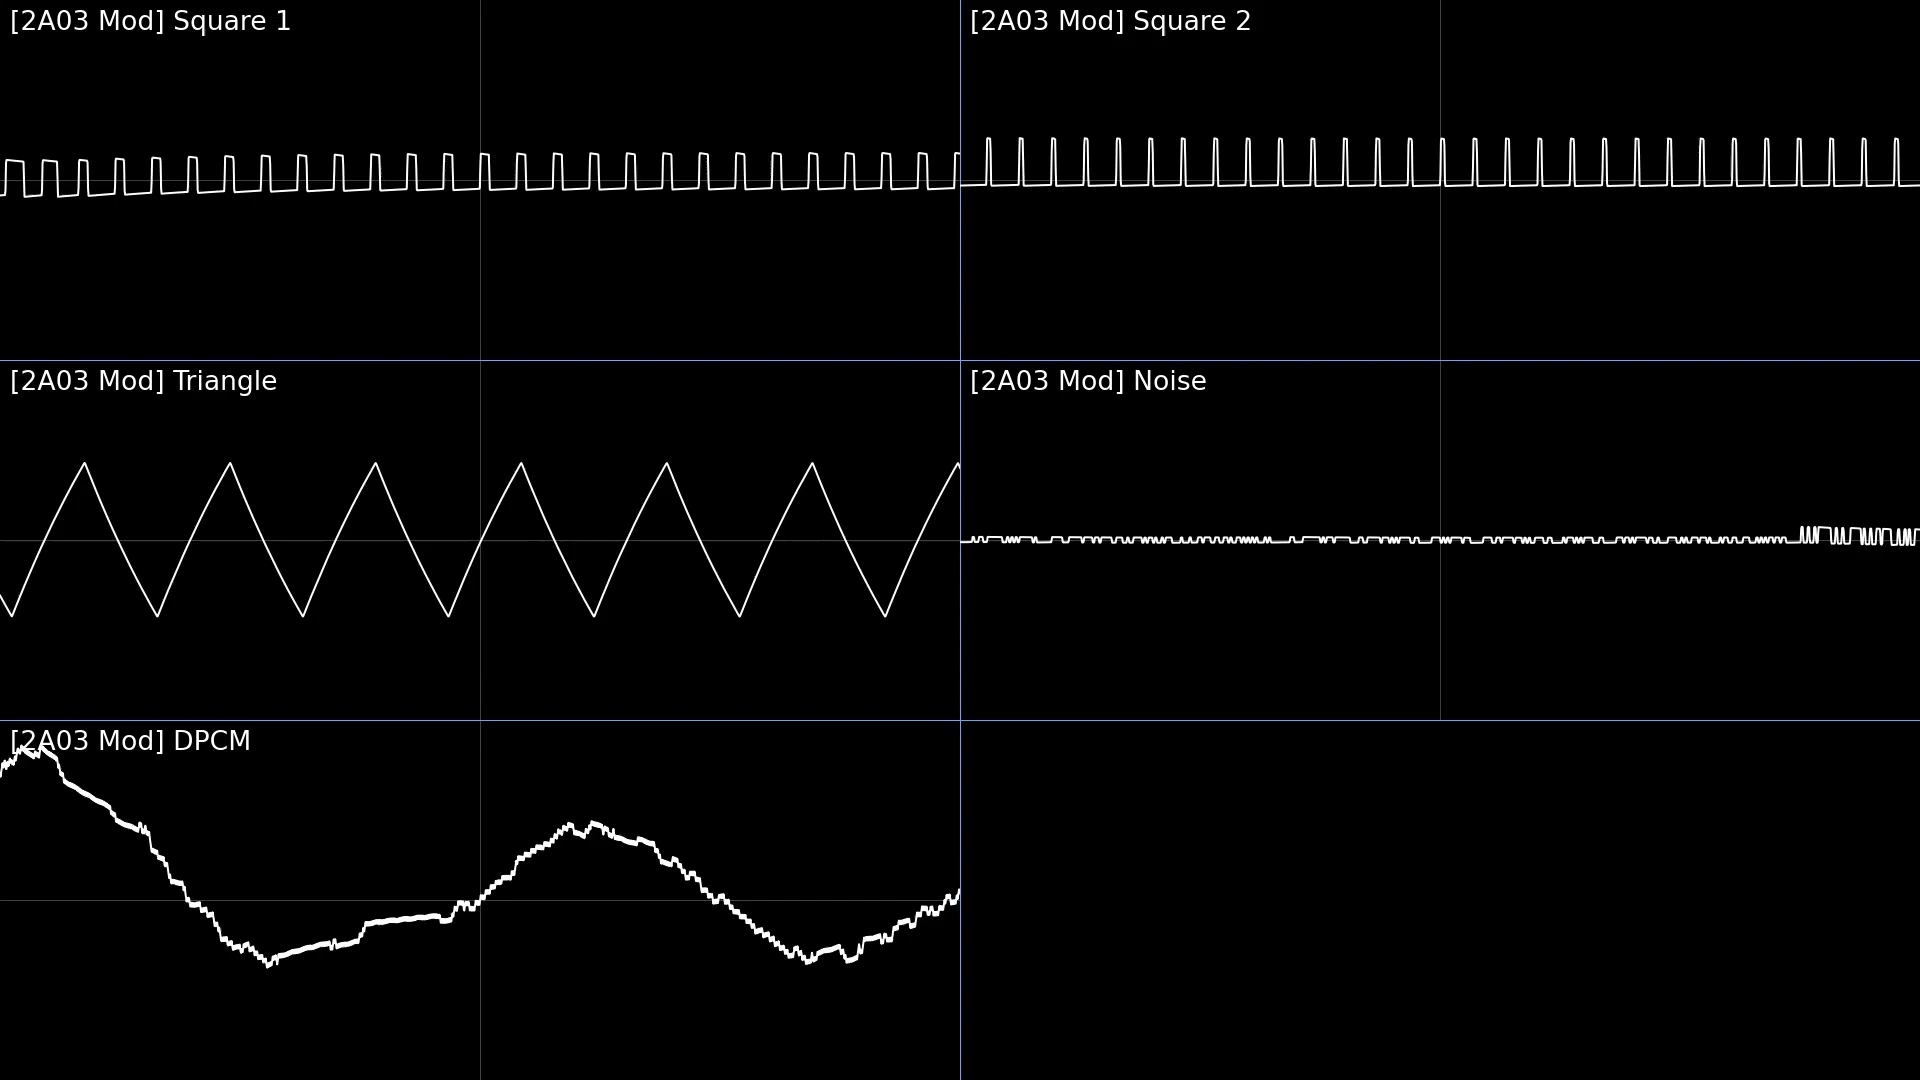 [2A03 Mod] Square 1
[2A03 Mod] Square 2
[2A03 Mod] Triangle
[2A03 Mod] Noise
[2A03 Mod] DPCM